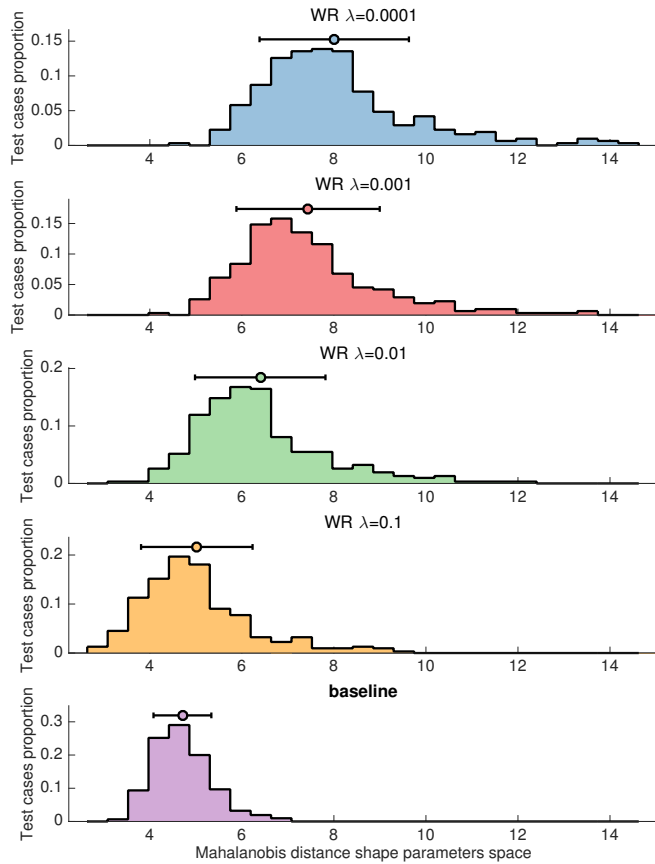 WR λ=0.0001
Test cases proportion
0.15
0.1
0.05
0
4 6 8 10 12 14
WR λ=0.001
Test cases proportion
0.15
0.1
0.05
0
4 6 8 10 12 14
WR λ=0.01
Test cases proportion
0.2
0.1
0
4 6 8 10 12 14
WR λ=0.1
Test cases proportion
0.2
0.1
0
4 6 8 10 12 14
baseline
Test cases proportion
0.3
0.2
0.1
0
4 6 8 10 12 14
Mahalanobis distance shape parameters space